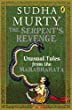 SUDHA
MURTY
THE SERPENT'S
REVENGE
Unusual Tales
from the
MAHABHARATA